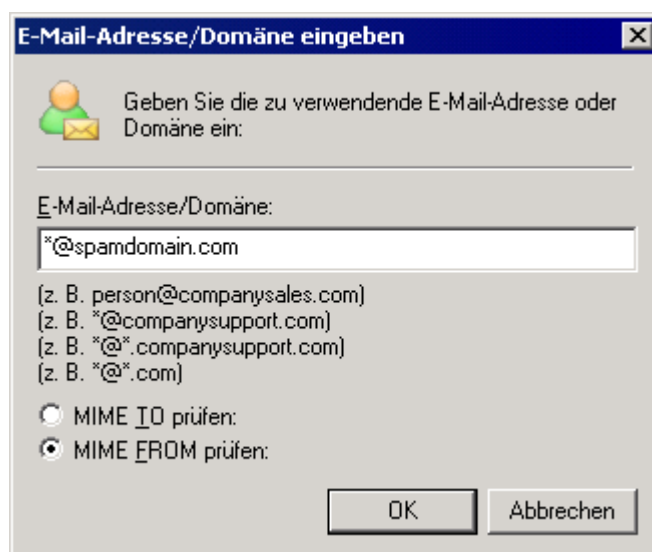 E-Mail-Adresse/Domäne eingeben
Geben Sie die zu verwendende E-Mail-Adresse oder
Domäne ein:
E-Mail-Adresse/Domäne:
*@spamdomain.com
(z. B. person@companysales.com)
(z. B. *@companysupport.com)
(z. B. *@*.companysupport.com)
(z. B. *@*.com)
MIME TO prüfen:
MIME FROM prüfen:
OK Abbrechen